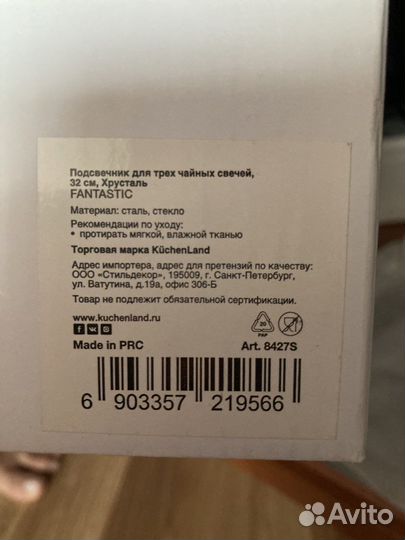 Подсвечник для трех чайных свечей,
32 см, Хрусталь
FANTASTIC
Материал: сталь, стекло
Рекомендации по уходу:
• протирать мягкой, влажной тканью
Торговая марка KüchenLand
Адрес импортера, адрес для претензий по качеству:
ООО «Стильдекор», 195009, г. Санкт-Петербург,
ул. Ватутина, д.19а, офис 306-Б
Товар не подлежит обязательной сертификации.
www.kuchenland.ru
20
PAP
Made in PRC
Art. 8427S
6 903357 219566
Avito